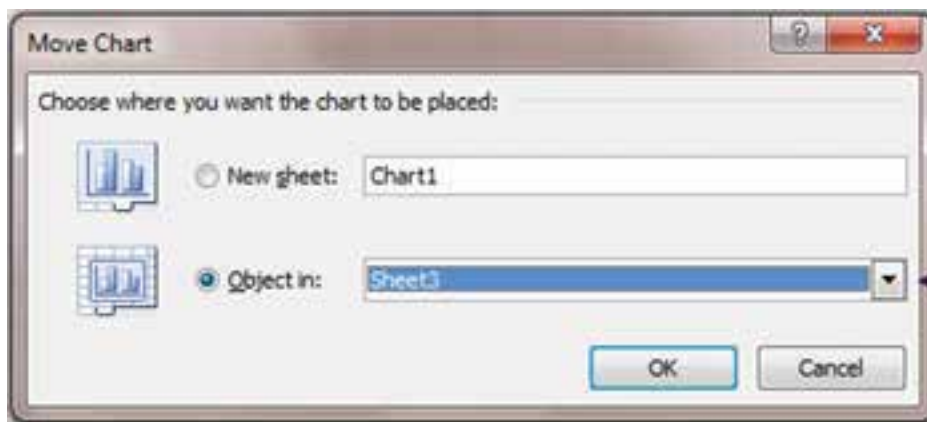 Move Chart
Choose where you want the chart to be placed:
New sheet: Chart1
Object in: Sheet3
OK Cancel